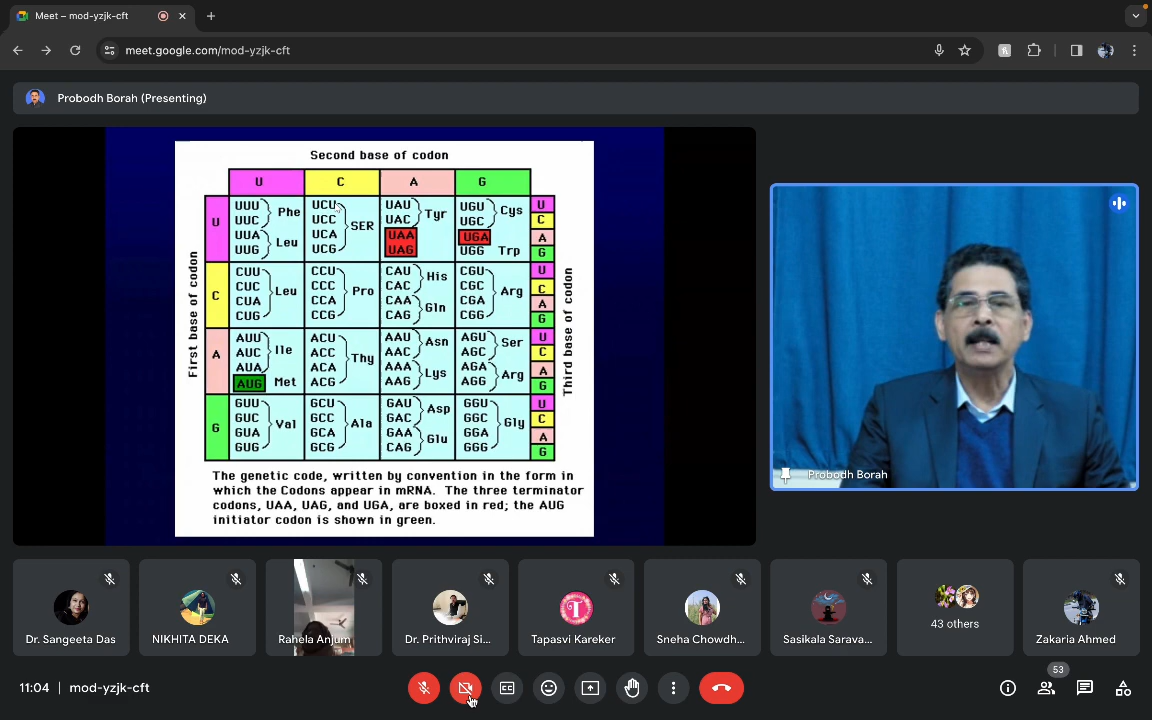 Meet – mod-yzjk-cft
meet.google.com/mod-yzjk-cft
Probodh Borah (Presenting)
Second base of codon
U C A G
First base of codon
Third base of codon
U
UUU UUC Phe
UUA UUG Leu
UCU UCC UCA UCG SER
UAU UAC Tyr
UAA UAG
UGU UGC Cys
UGA
UGG Trp
U C A G
C
CUU CUC CUA CUG Leu
CCU CCC CCA CCG Pro
CAU CAC His
CAA CAG Gln
CGU CGC CGA CGG Arg
U C A G
A
AUU AUC AUA Ile
AUG Met
ACU ACC ACA ACG Thy
AAU AAC Asn
AAA AAG Lys
AGU AGC Ser
AGA AGG Arg
U C A G
G
GUU GUC GUA GUG Val
GCU GCC GCA GCG Ala
GAU GAC Asp
GAA CAG Glu
GGU GGC GGA GGG Gly
U C A G
The genetic code, written by convention in the form in
which the Codons appear in mRNA. The three terminator
codons, UAA, UAG, and UGA, are boxed in red; the AUG
initiator codon is shown in green.
Probodh Borah
Dr. Sangeeta Das
NIKHITA DEKA
Rahela Anjum
Dr. Prithviraj Si...
T
Tapasvi Kareker
Sneha Chowdh...
Sasikala Sarava...
43 others
Zakaria Ahmed
11:04 | mod-yzjk-cft
53